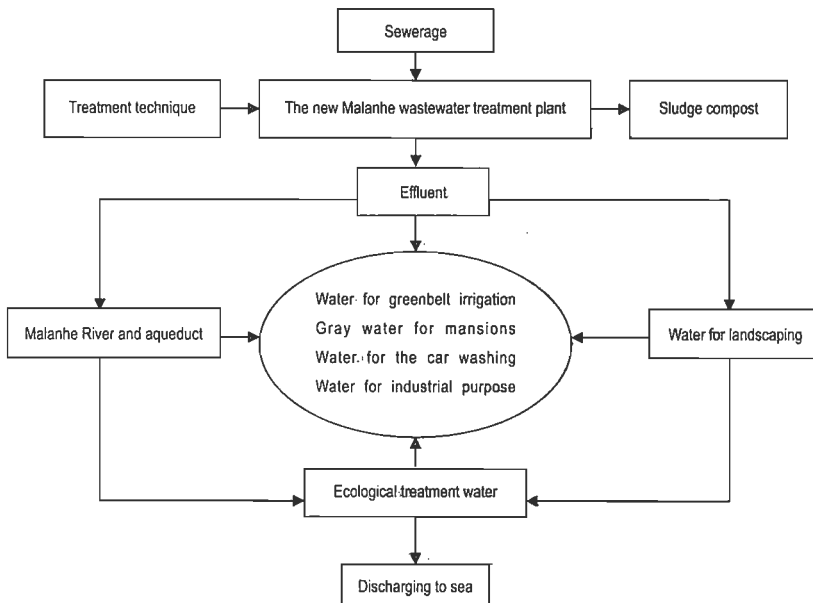 Sewerage
Treatment technique
The new Malanhe wastewater treatment plant
Sludge compost
Effluent
Water for greenbelt irrigation
Gray water for mansions
Water for the car washing
Water for industrial purpose
Malanhe River and aqueduct
Water for landscaping
Ecological treatment water
Discharging to sea